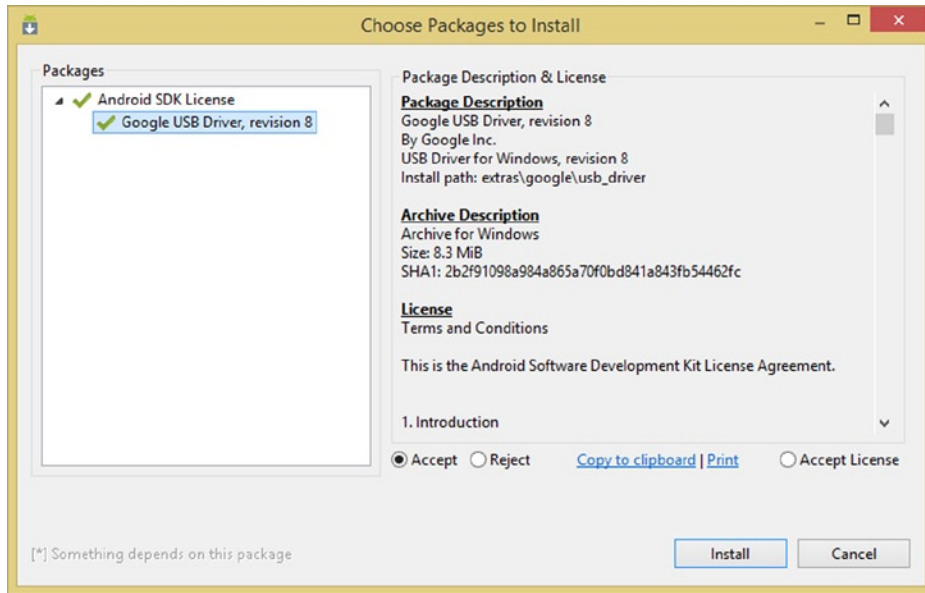 Choose Packages to Install
Packages
Android SDK License
Google USB Driver, revision 8
Package Description & License
Package Description
Google USB Driver, revision 8
By Google Inc.
USB Driver for Windows, revision 8
Install path: extras\google\usb_driver
Archive Description
Archive for Windows
Size: 8.3 MiB
SHA1: 2b2f91098a984a865a70f0bd841a843fb54462fc
License
Terms and Conditions
This is the Android Software Development Kit License Agreement.
1. Introduction
Accept Reject Copy to clipboard | Print Accept License
[*] Something depends on this package
Install Cancel